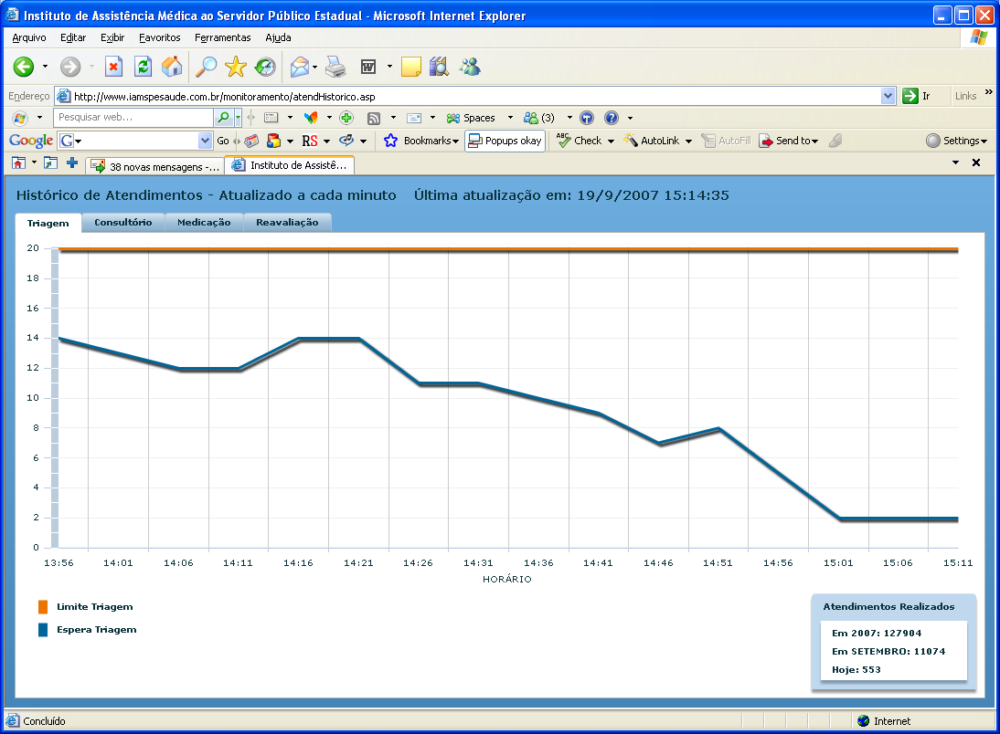 Instituto de Assistência Médica ao Servidor Público Estadual - Microsoft Internet Explorer
Arquivo Editar Exibir Favoritos Ferramentas Ajuda
Endereço http://www.iamspesaude.com.br/monitoramento/atendHistorico.asp Ir Links »
Pesquisar web... Spaces (3)
Google G Go RS Bookmarks Popups okay ABC Check AutoLink AutoFill Send to Settings
38 novas mensagens -... Instituto de Assistê...
Histórico de Atendimentos - Atualizado a cada minuto Última atualização em: 19/9/2007 15:14:35
Triagem Consultório Medicação Reavaliação
20
18
16
14
12
10
8
6
4
2
0
13:56 14:01 14:06 14:11 14:16 14:21 14:26 14:31 14:36 14:41 14:46 14:51 14:56 15:01 15:06 15:11
HORÁRIO
Limite Triagem
Espera Triagem
Atendimentos Realizados
Em 2007: 127904
Em SETEMBRO: 11074
Hoje: 553
Concluído Internet